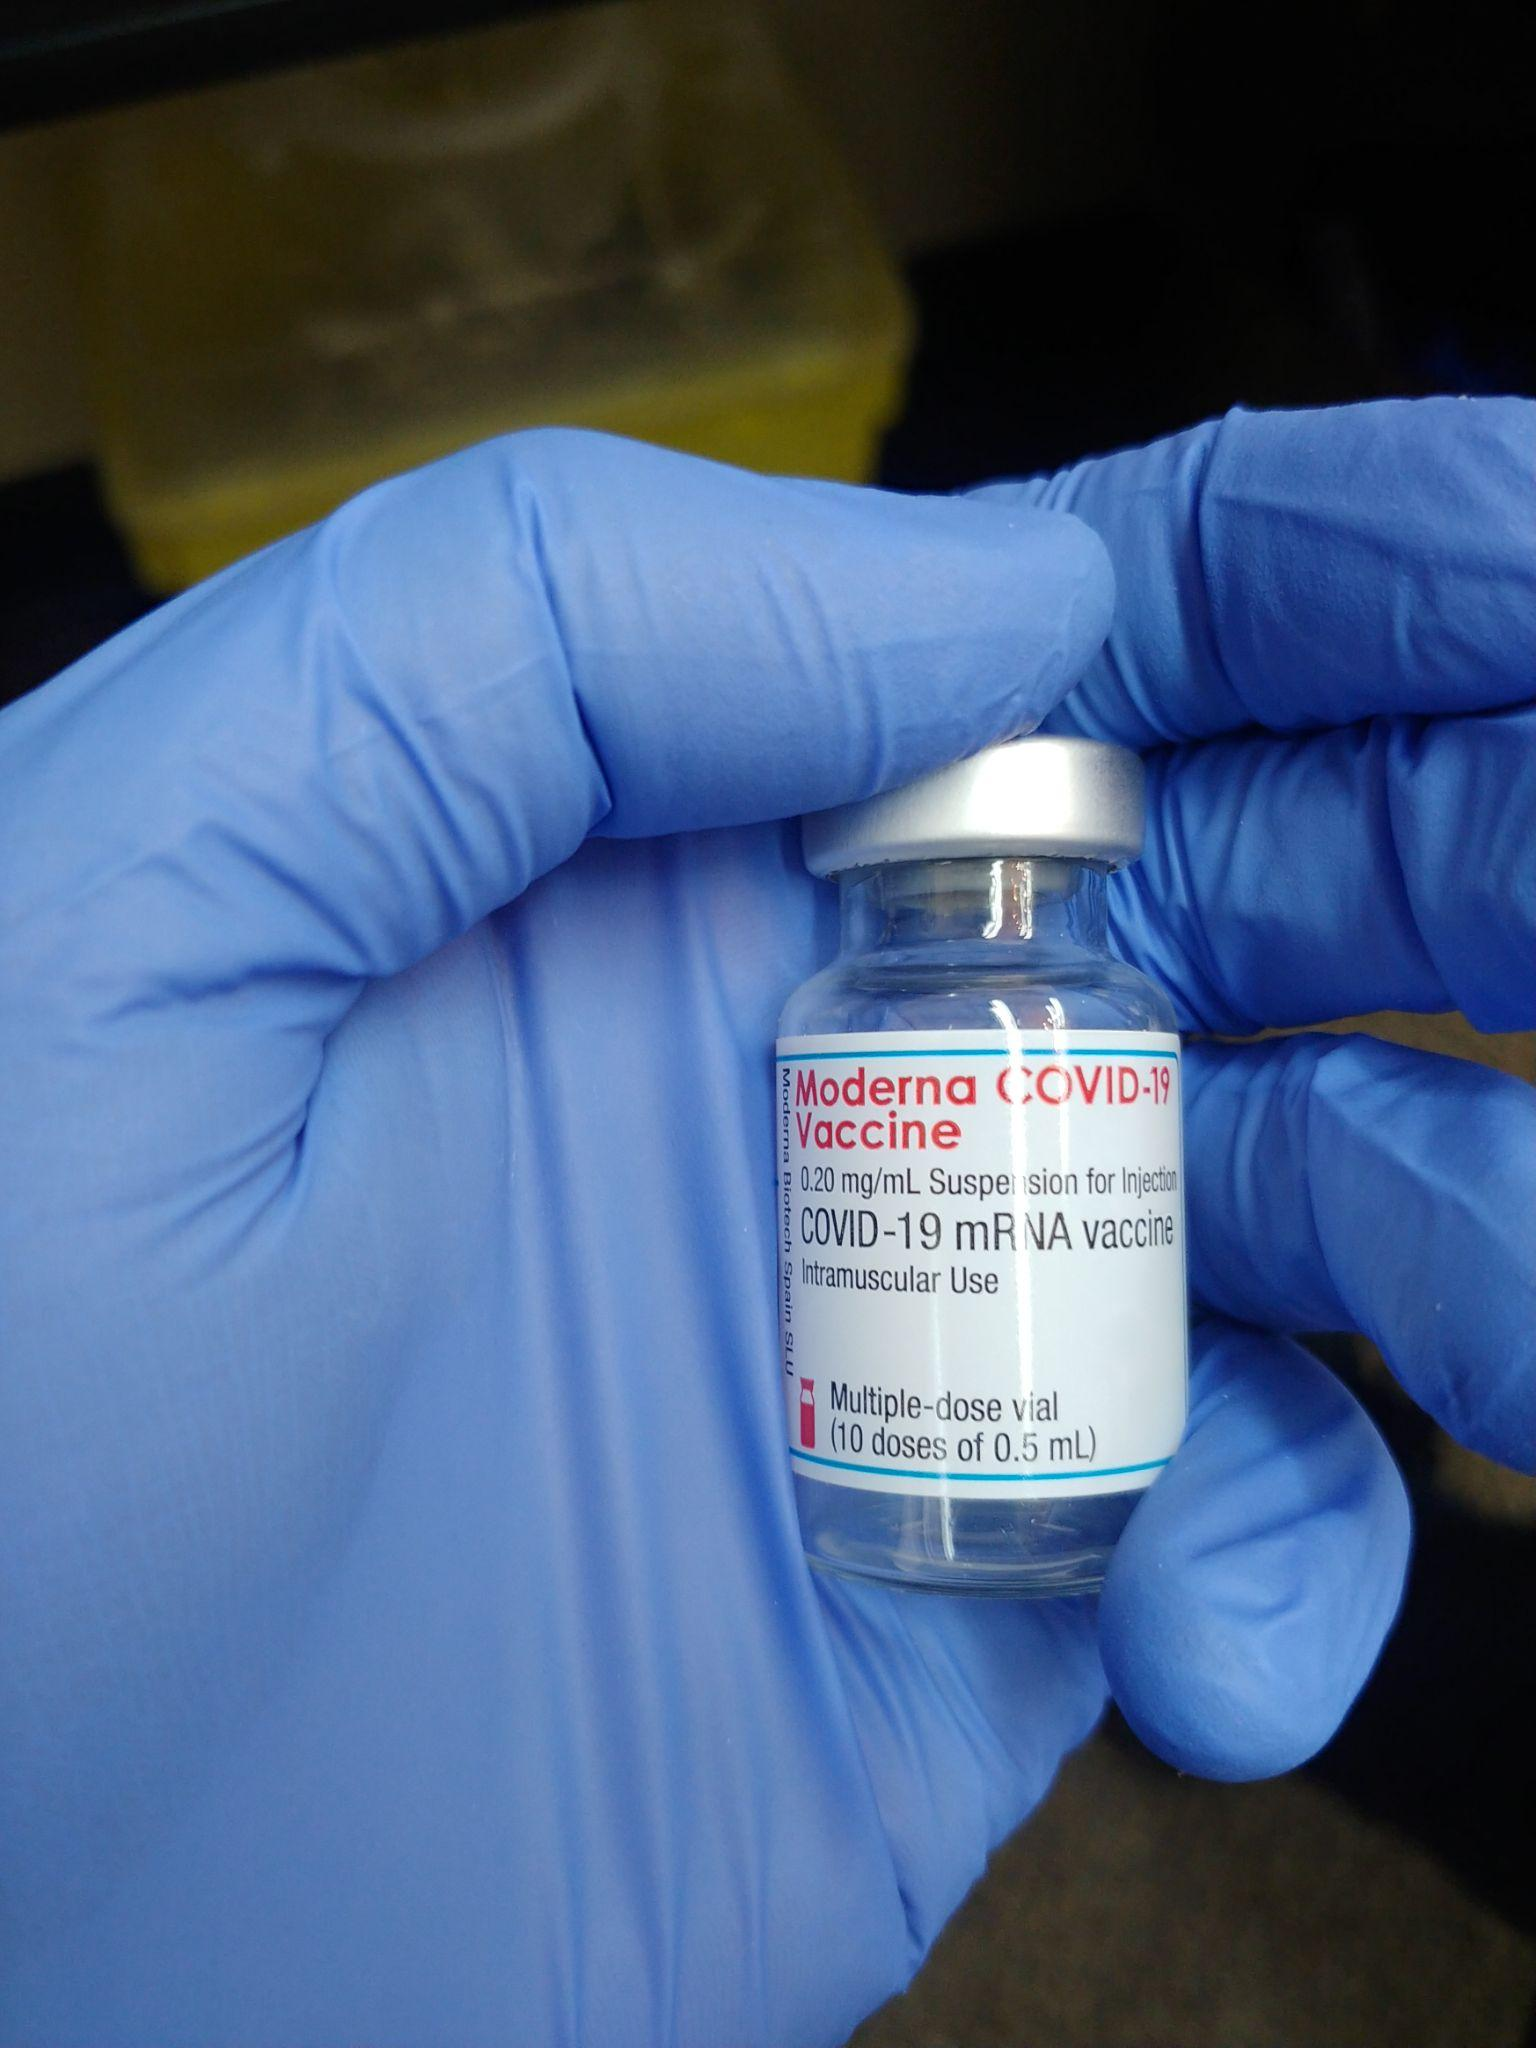 Moderna COVID-19
Vaccine
0.20 mg/mL Suspension for Injection
COVID-19 mRNA vaccine
Intramuscular Use
Multiple-dose vial
(10 doses of 0.5 mL)
Moderna Biotech Spain SLU